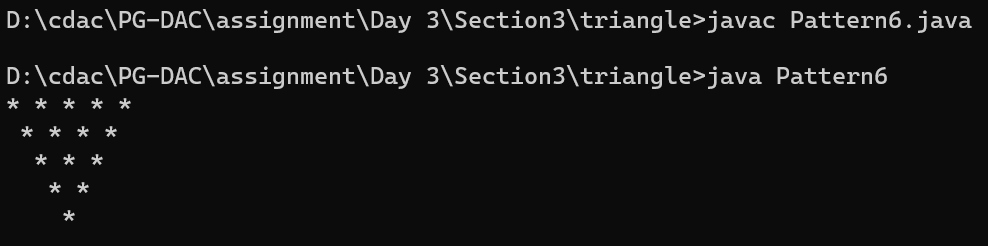 D:\cdac\PG-DAC\assignment\Day 3\Section3\triangle>javac Pattern6.java
D:\cdac\PG-DAC\assignment\Day 3\Section3\triangle>java Pattern6
* * * * *
 * * * *
  * * *
   * *
    *